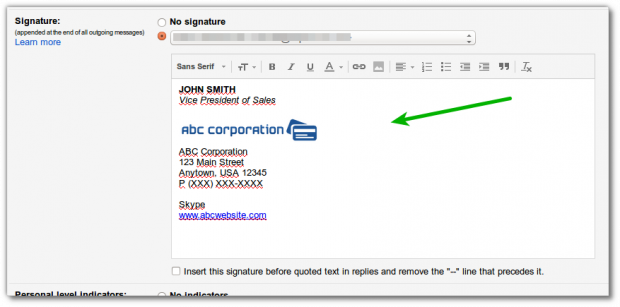 Signature:
(appended at the end of all outgoing messages)
Learn more
No signature
Sans Serif
B I U A
JOHN SMITH
Vice President of Sales
abc corporation
ABC Corporation
123 Main Street
Anytown, USA 12345
P (XXX) XXX-XXXX
Skype
www.abcwebsite.com
Insert this signature before quoted text in replies and remove the "--" line that precedes it.
Personal level indicators:
No indicators